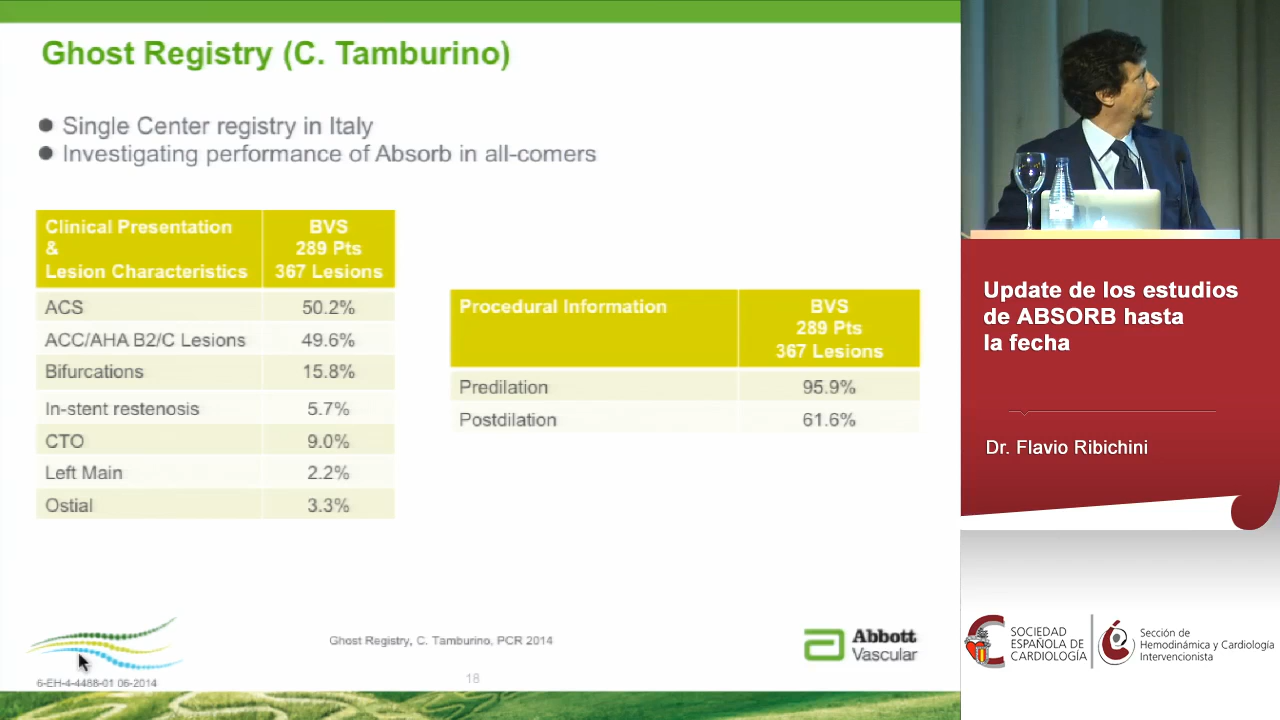 Ghost Registry (C. Tamburino)
Single Center registry in Italy
Investigating performance of Absorb in all-comers
Clinical Presentation
&
Lesion Characteristics
BVS
289 Pts
367 Lesions
ACS 50.2%
ACC/AHA B2/C Lesions 49.6%
Bifurcations 15.8%
In-stent restenosis 5.7%
CTO 9.0%
Left Main 2.2%
Ostial 3.3%
Procedural Information
BVS
289 Pts
367 Lesions
Predilation 95.9%
Postdilation 61.6%
Ghost Registry, C. Tamburino, PCR 2014
Abbott
Vascular
6-EH-4-4488-01 06-2014
18
Update de los estudios
de ABSORB hasta
la fecha
Dr. Flavio Ribichini
SOCIEDAD
ESPAÑOLA DE
CARDIOLOGÍA
Sección de
Hemodinámica y Cardiología
Intervencionista